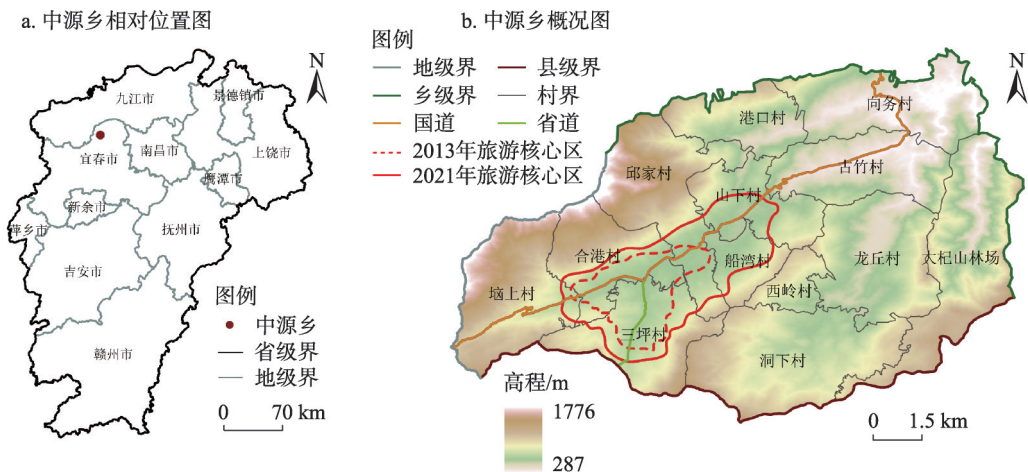 a. 中源乡相对位置图
N
九江市
景德镇市
宜春市
南昌市
上饶市
鹰潭市
新余市
萍乡市
抚州市
吉安市
赣州市
图例
中源乡
省级界
地级界
0 70 km
b. 中源乡概况图
图例
地级界 县级界
乡级界 村界
国道 省道
2013年旅游核心区
2021年旅游核心区
N
向务村
港口村
古竹村
邱家村
山下村
合港村
船湾村
龙丘村
大杞山林场
垴上村
西岭村
三坪村
洞下村
高程/m
1776
287
0 1.5 km